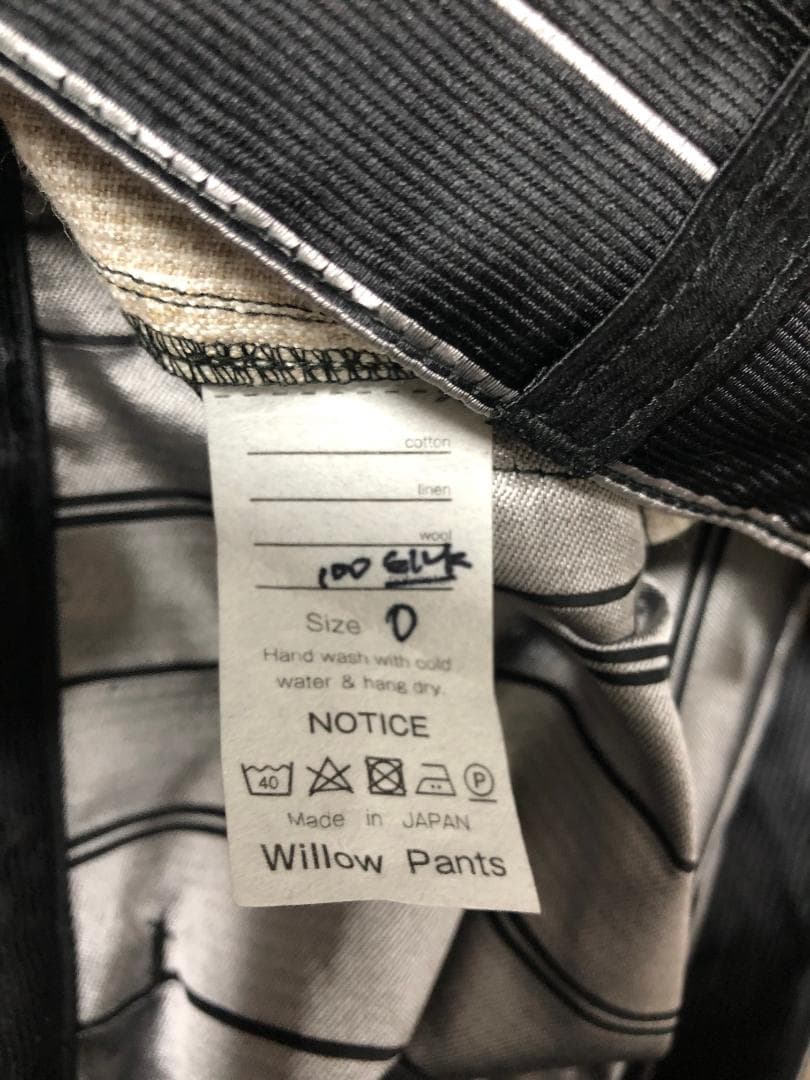 cotton
linen
wool
100 SILK
Size 0
Hand wash with cold
water & hang dry.
NOTICE
40 P
Made in JAPAN
Willow Pants